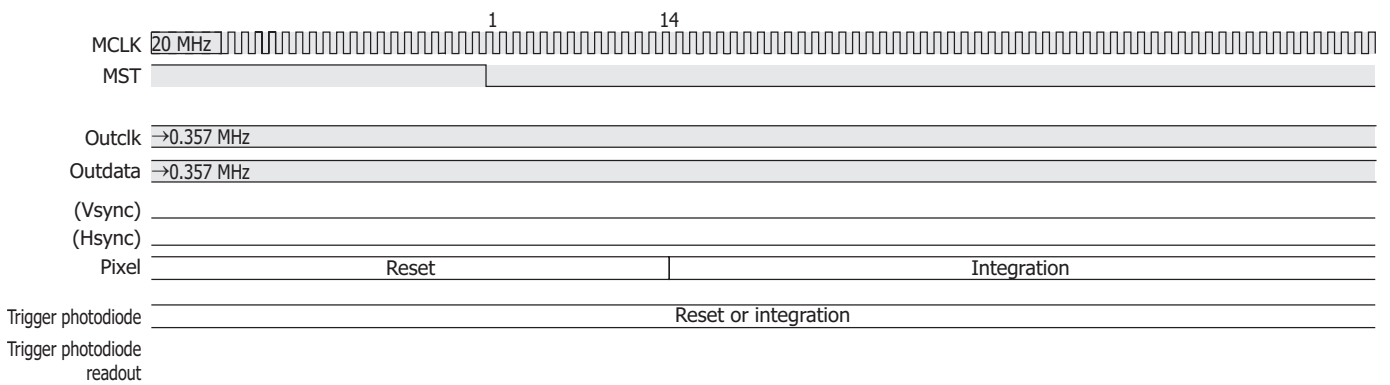 1 14
MCLK 20 MHz
MST
Outclk →0.357 MHz
Outdata →0.357 MHz
(Vsync)
(Hsync)
Pixel Reset Integration
Trigger photodiode Reset or integration
Trigger photodiode
readout